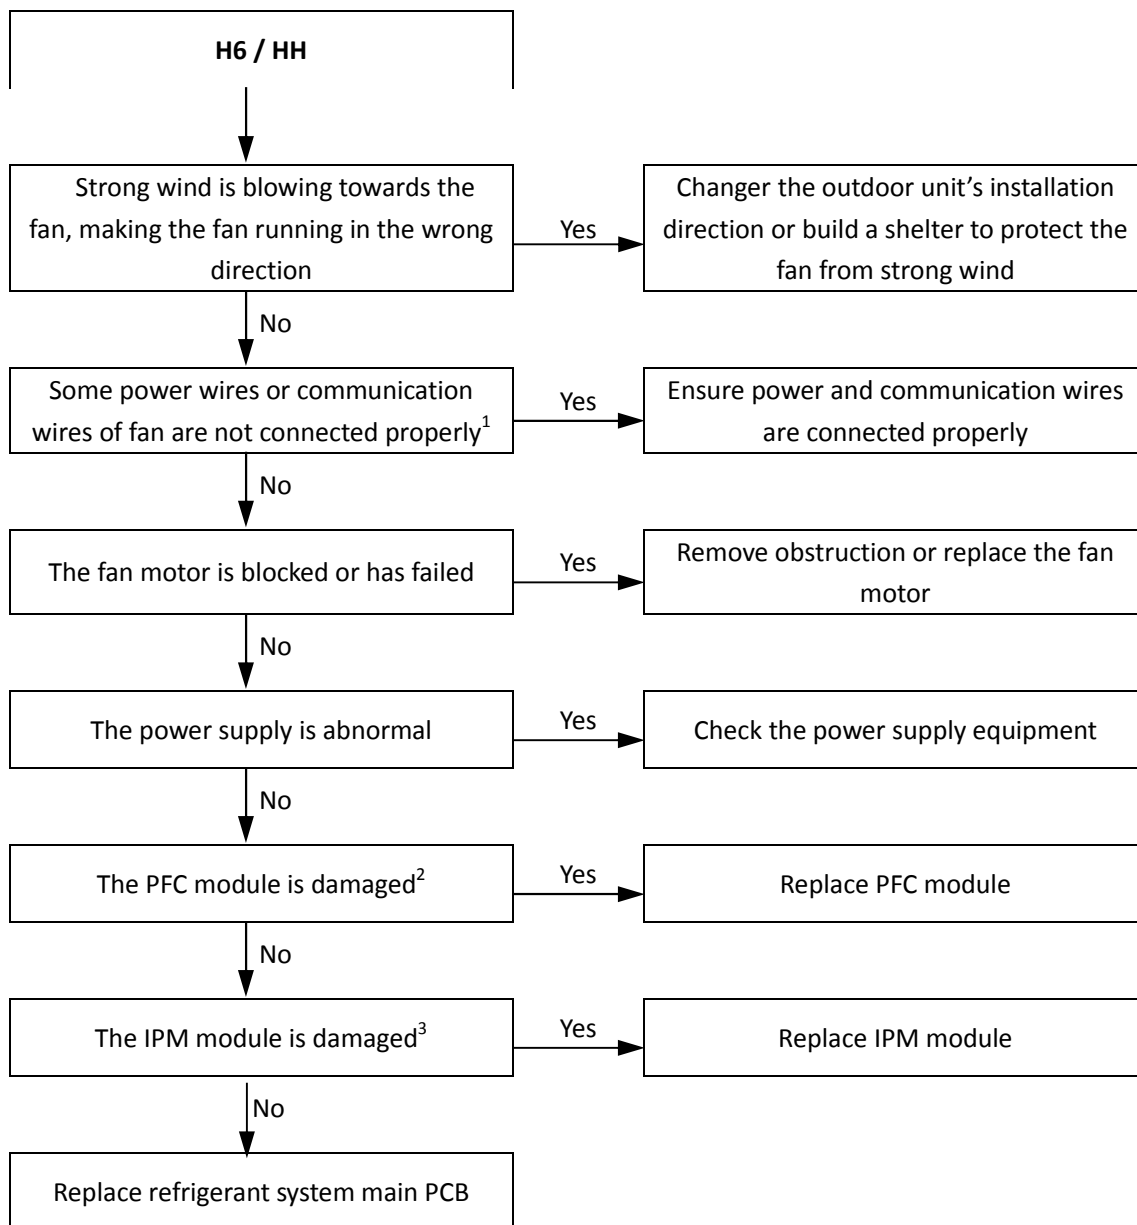 H6 / HH
Strong wind is blowing towards the
fan, making the fan running in the wrong
direction
Yes
Changer the outdoor unit’s installation
direction or build a shelter to protect the
fan from strong wind
No
Some power wires or communication
wires of fan are not connected properly1
Yes
Ensure power and communication wires
are connected properly
No
The fan motor is blocked or has failed
Yes
Remove obstruction or replace the fan
motor
No
The power supply is abnormal
Yes
Check the power supply equipment
No
The PFC module is damaged2
Yes
Replace PFC module
No
The IPM module is damaged3
Yes
Replace IPM module
No
Replace refrigerant system main PCB